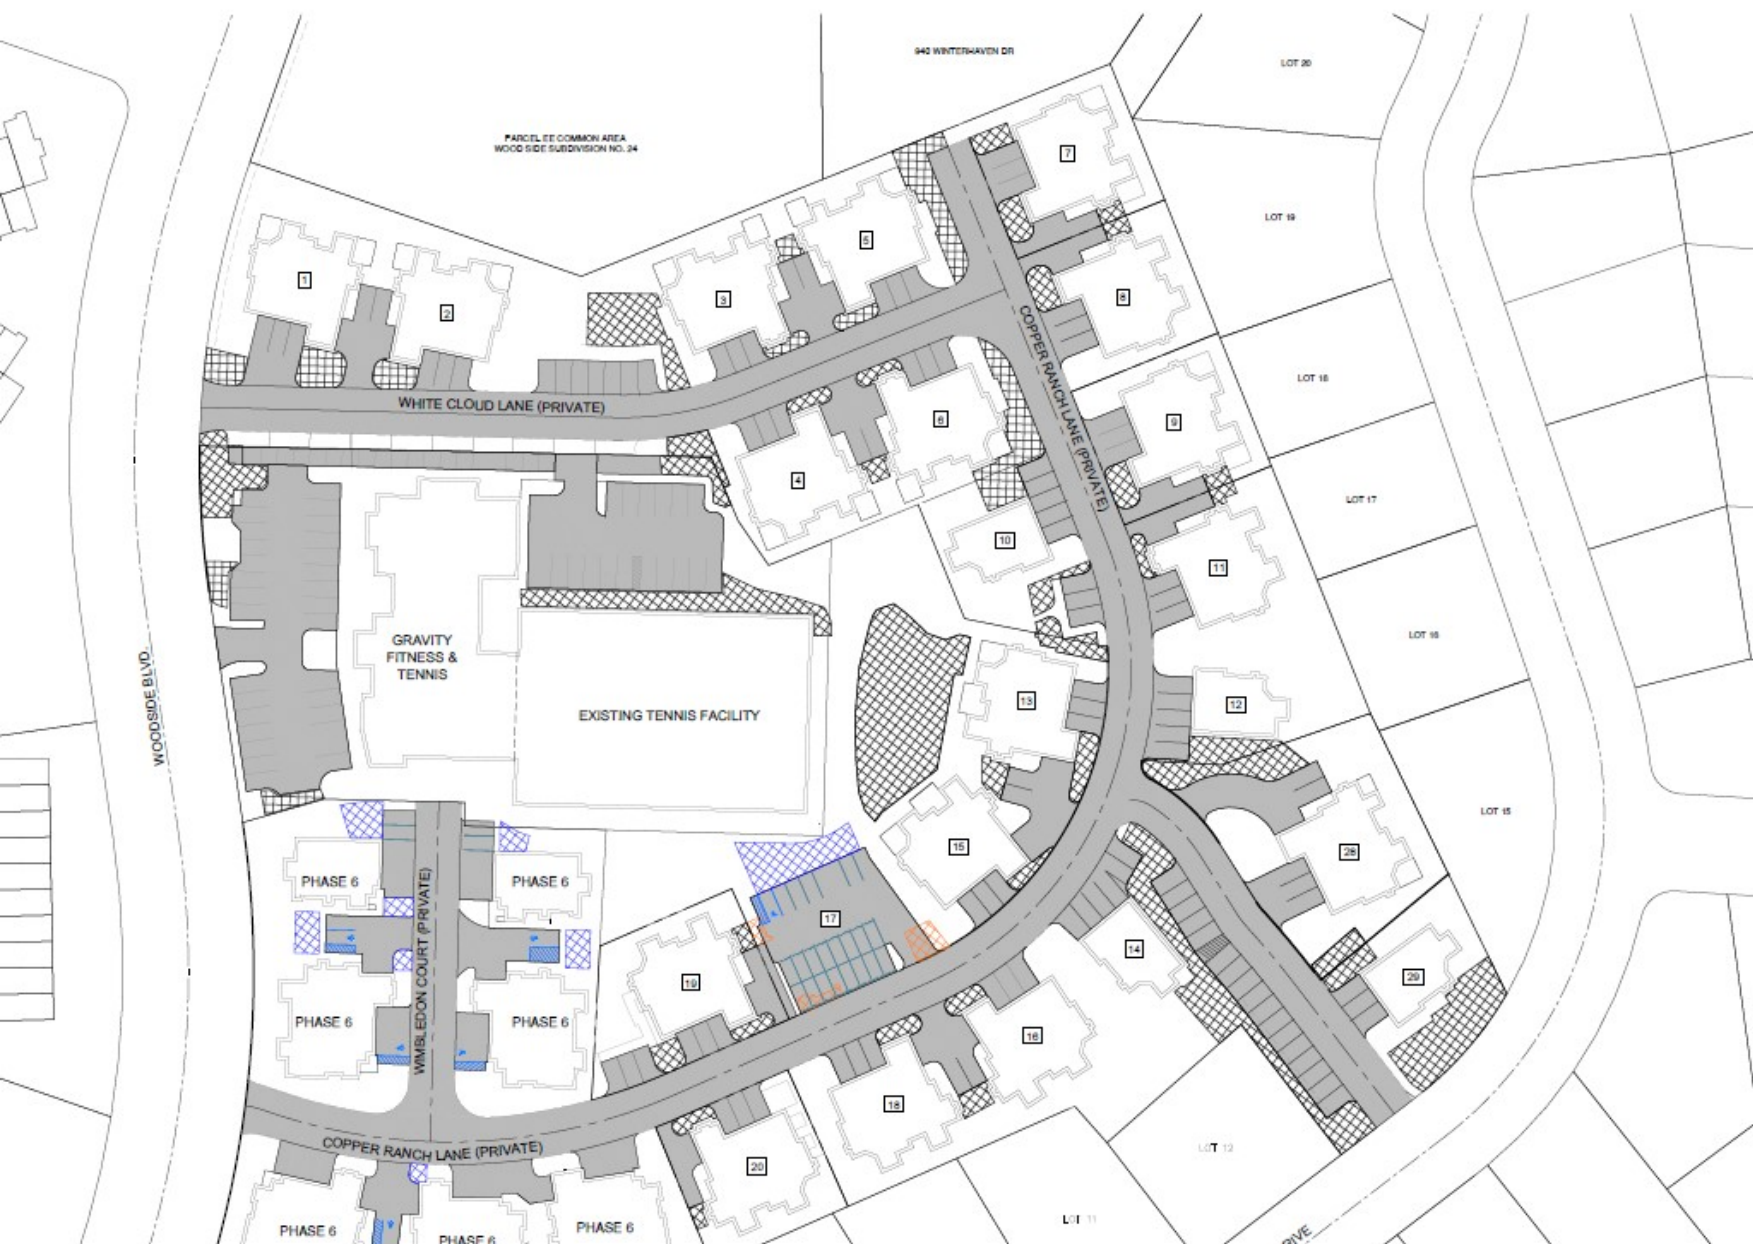 940 WINTERHAVEN DR
LOT 20
PARCEL EE COMMON AREA
WOODSIDE SUBDIVISION NO. 24
7
LOT 19
5
1
3
8
2
COPPER RANCH LANE (PRIVATE)
LOT 18
WHITE CLOUD LANE (PRIVATE)
6
9
4
LOT 17
10
11
LOT 16
GRAVITY
FITNESS &
TENNIS
WOODSIDE BLVD.
13
12
EXISTING TENNIS FACILITY
LOT 15
15
28
PHASE 6
PHASE 6
17
WIMBLEDON COURT (PRIVATE)
14
19
29
PHASE 6
PHASE 6
16
18
COPPER RANCH LANE (PRIVATE)
LOT 12
20
LOT 11
PHASE 6
PHASE 6
PHASE 6
RIVE